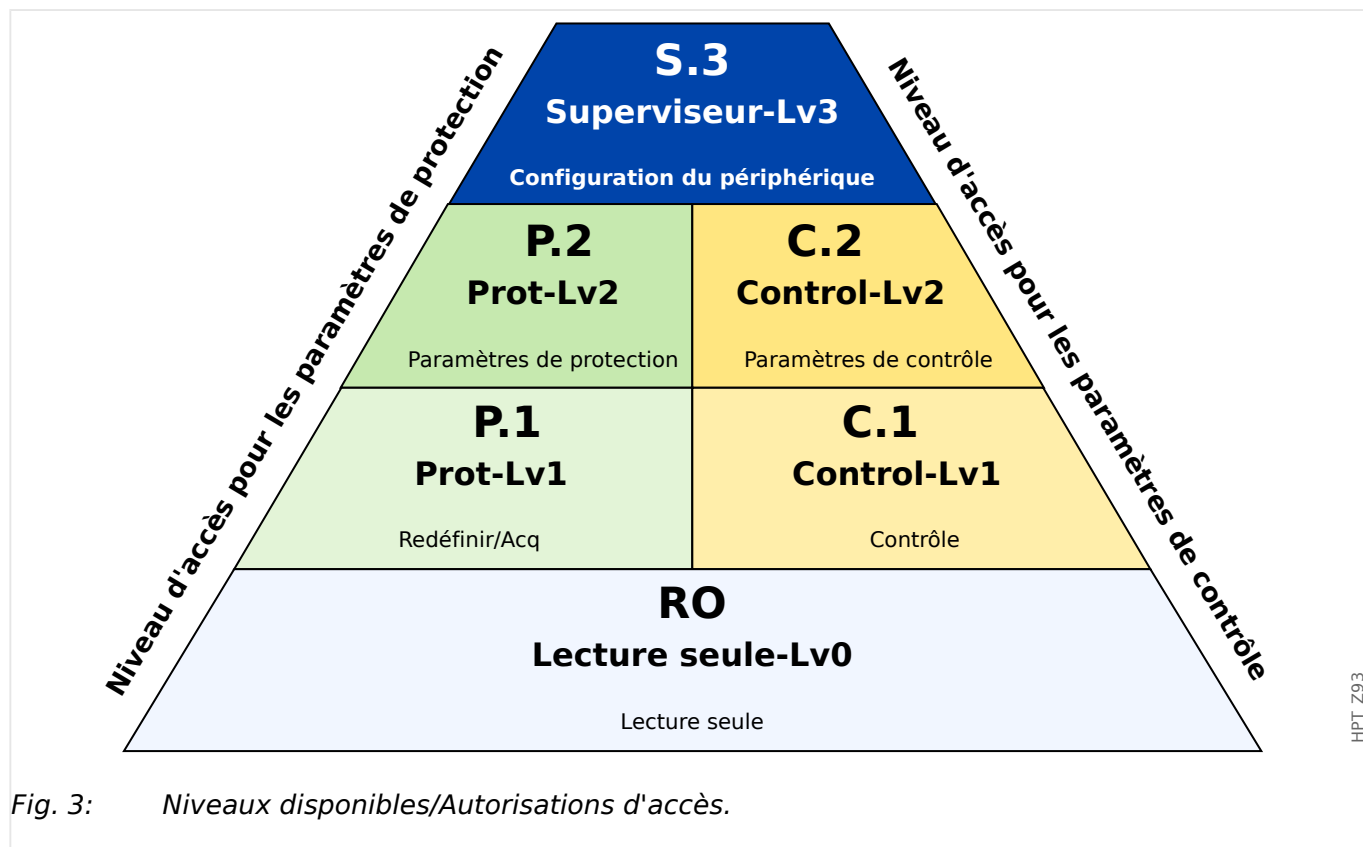 S.3
Superviseur-Lv3
Configuration du périphérique
Niveau d'accès pour les paramètres de protection
Niveau d'accès pour les paramètres de contrôle
P.2
Prot-Lv2
Paramètres de protection
C.2
Control-Lv2
Paramètres de contrôle
P.1
Prot-Lv1
Redéfinir/Acq
C.1
Control-Lv1
Contrôle
RO
Lecture seule-Lv0
Lecture seule
HPT_Z93
Fig. 3: Niveaux disponibles/Autorisations d'accès.